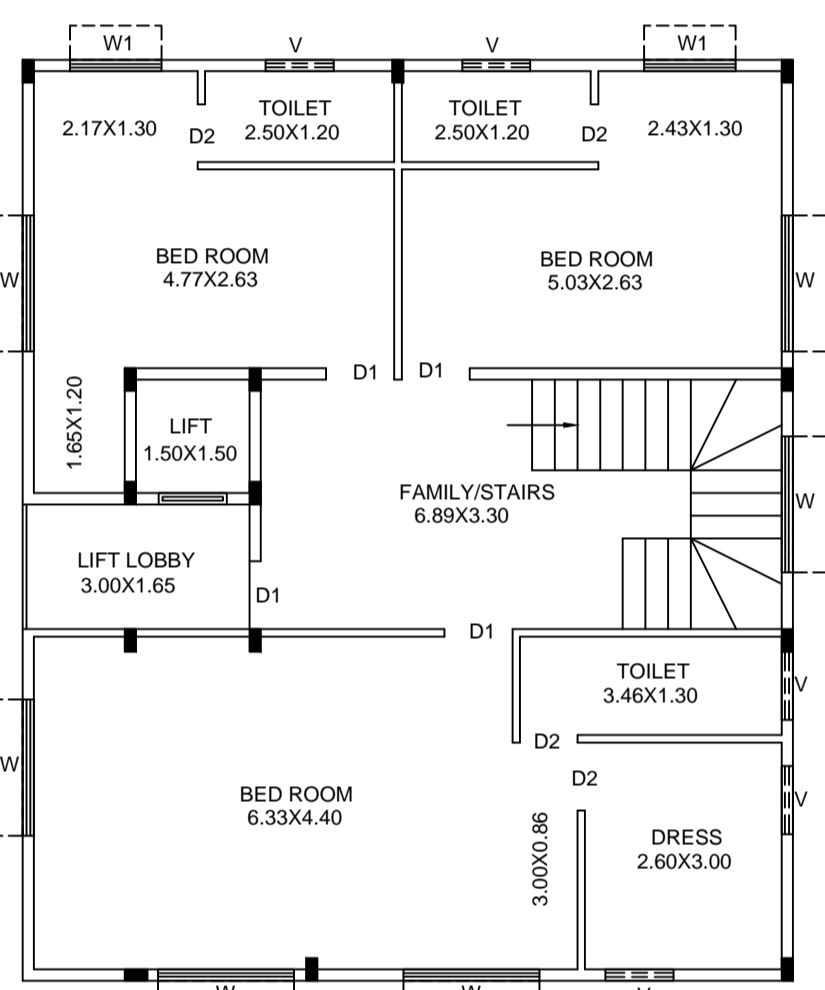 W1
V
V
W1
TOILET
2.50X1.20
TOILET
2.50X1.20
2.17X1.30
D2
D2
2.43X1.30
BED ROOM
4.77X2.63
BED ROOM
5.03X2.63
W
W
D1
D1
1.65X1.20
LIFT
1.50X1.50
FAMILY/STAIRS
6.89X3.30
W
LIFT LOBBY
3.00X1.65
D1
D1
TOILET
3.46X1.30
V
D2
W
D2
V
BED ROOM
6.33X4.40
3.00X0.86
DRESS
2.60X3.00
W
W
V